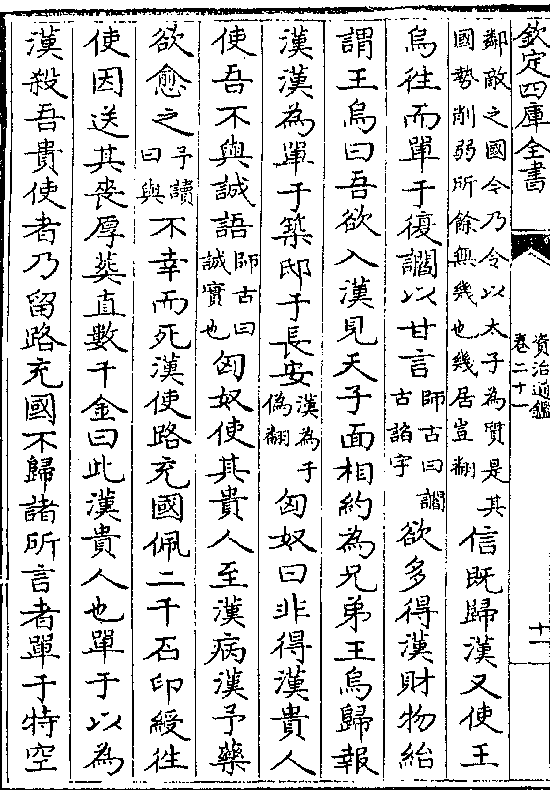 欽定四庫全書
資治通鑑
卷二十一
十一
鄰敵之國今乃令以太子為質是其
國勢削弱所餘無幾也幾居豈翻
信既歸漢又使王
烏往而單于復讇以甘言師古曰讇古諂字欲多得漢財物紿
謂王烏曰吾欲入漢見天子面相約為兄弟王烏歸報
漢漢為單于築邸于長安漢為于偽翻匈奴曰非得漢貴人
使吾不與誠語師古曰誠實也匈奴使其貴人至漢病漢予藥
欲愈之予讀曰與不幸而死漢使路充國佩二千石印綬往
使因送其喪厚葬直數千金曰此漢貴人也單于以為
漢殺吾貴使者乃留路充國不歸諸所言者單于特空